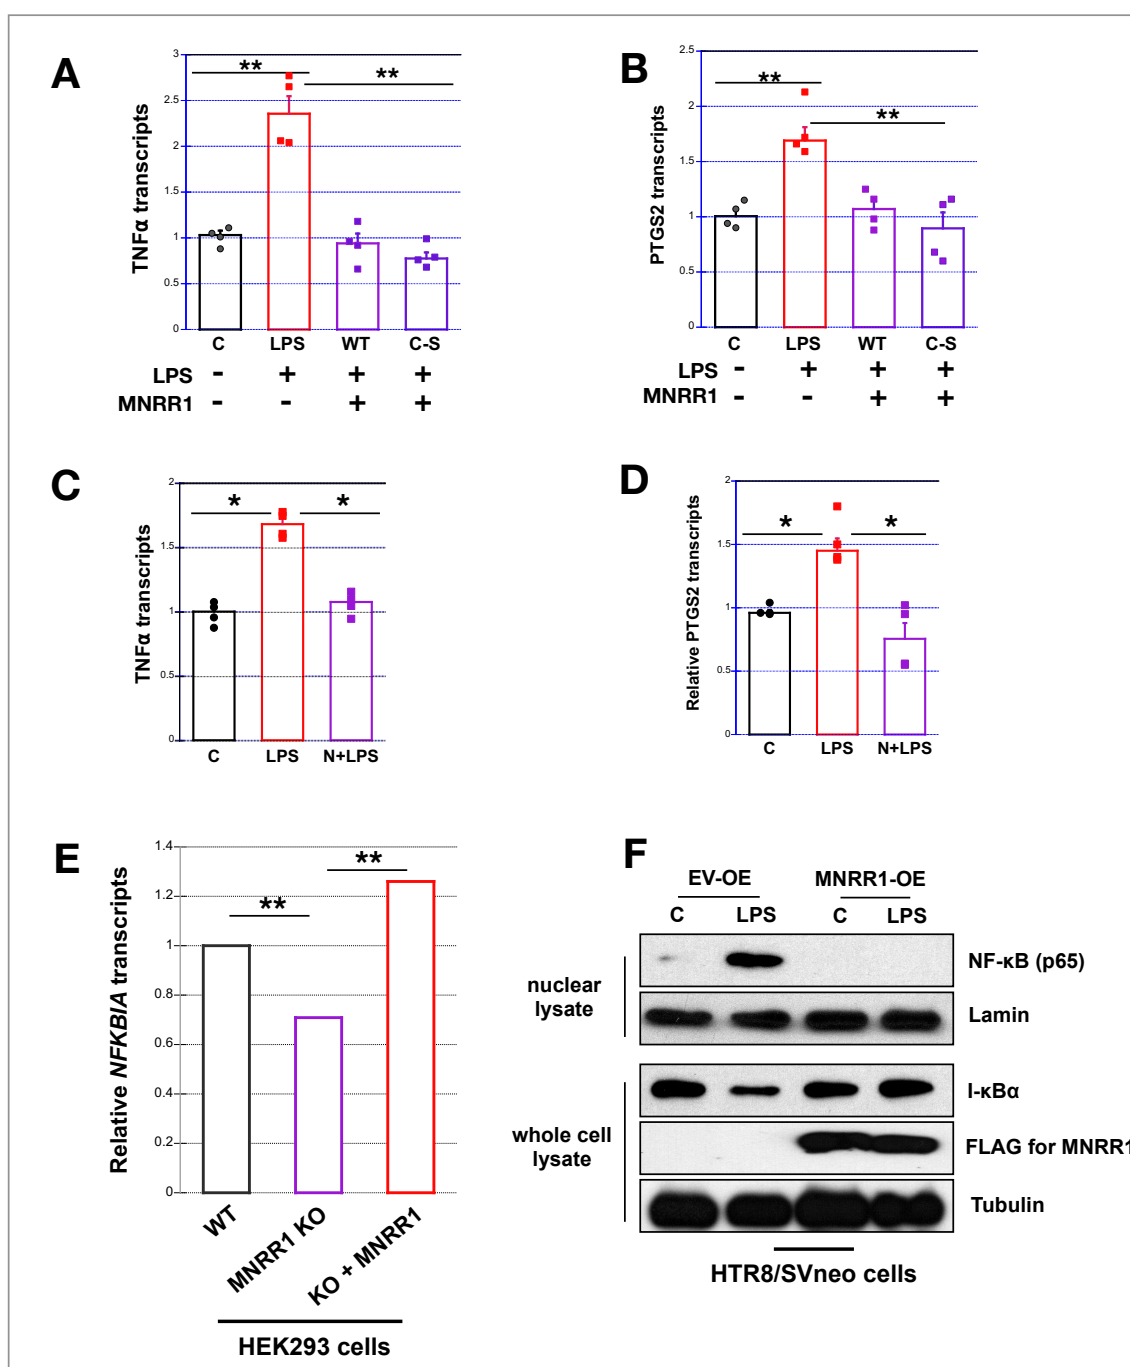 A
TNFα transcripts
3
2.5
2
1.5
1
0.5
0
**
**
C LPS WT C-S
LPS - + + +
MNRR1 - - + +
B
PTGS2 transcripts
2.5
2
1.5
1
0.5
0
**
**
C LPS WT C-S
LPS - + + +
MNRR1 - - + +
C
TNFα transcripts
2
1.5
1
0.5
0
*
*
C LPS N+LPS
D
Relative PTGS2 transcripts
2
1.5
1
0.5
0
*
*
C LPS N+LPS
E
Relative NFKBIA transcripts
1.4
1.2
1
0.8
0.6
0.4
0.2
0
**
**
WT
MNRR1 KO
KO + MNRR1
HEK293 cells
F
EV-OE MNRR1-OE
C LPS C LPS
nuclear
lysate
NF-κB (p65)
Lamin
whole cell
lysate
I-κBα
FLAG for MNRR1
Tubulin
HTR8/SVneo cells